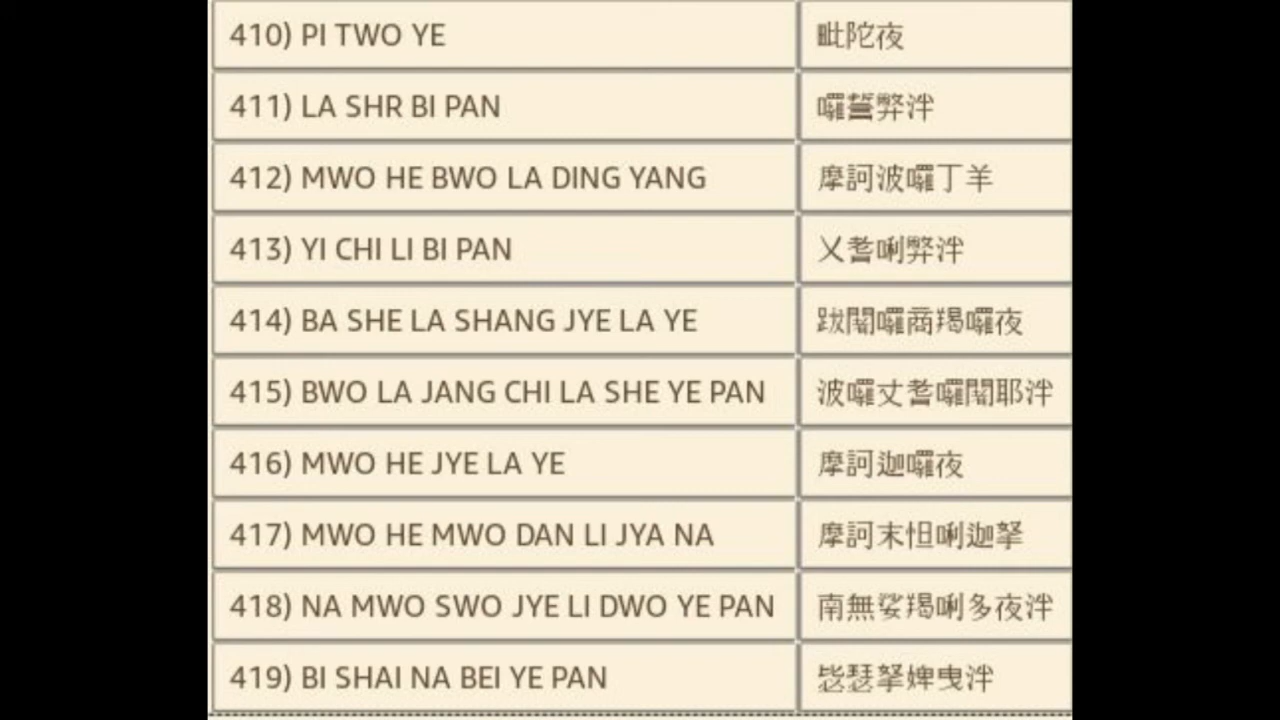 410) PI TWO YE 毗陀夜
411) LA SHR BI PAN 囉誓弊泮
412) MWO HE BWO LA DING YANG 摩訶波囉丁羊
413) YI CHI LI BI PAN 乂耆唎弊泮
414) BA SHE LA SHANG JYE LA YE 跋闍囉商羯囉夜
415) BWO LA JANG CHI LA SHE YE PAN 波囉丈耆囉闍耶泮
416) MWO HE JYE LA YE 摩訶迦囉夜
417) MWO HE MWO DAN LI JYA NA 摩訶末怛唎迦拏
418) NA MWO SWO JYE LI DWO YE PAN 南無娑羯唎多夜泮
419) BI SHAI NA BEI YE PAN 毖瑟拏婢曳泮